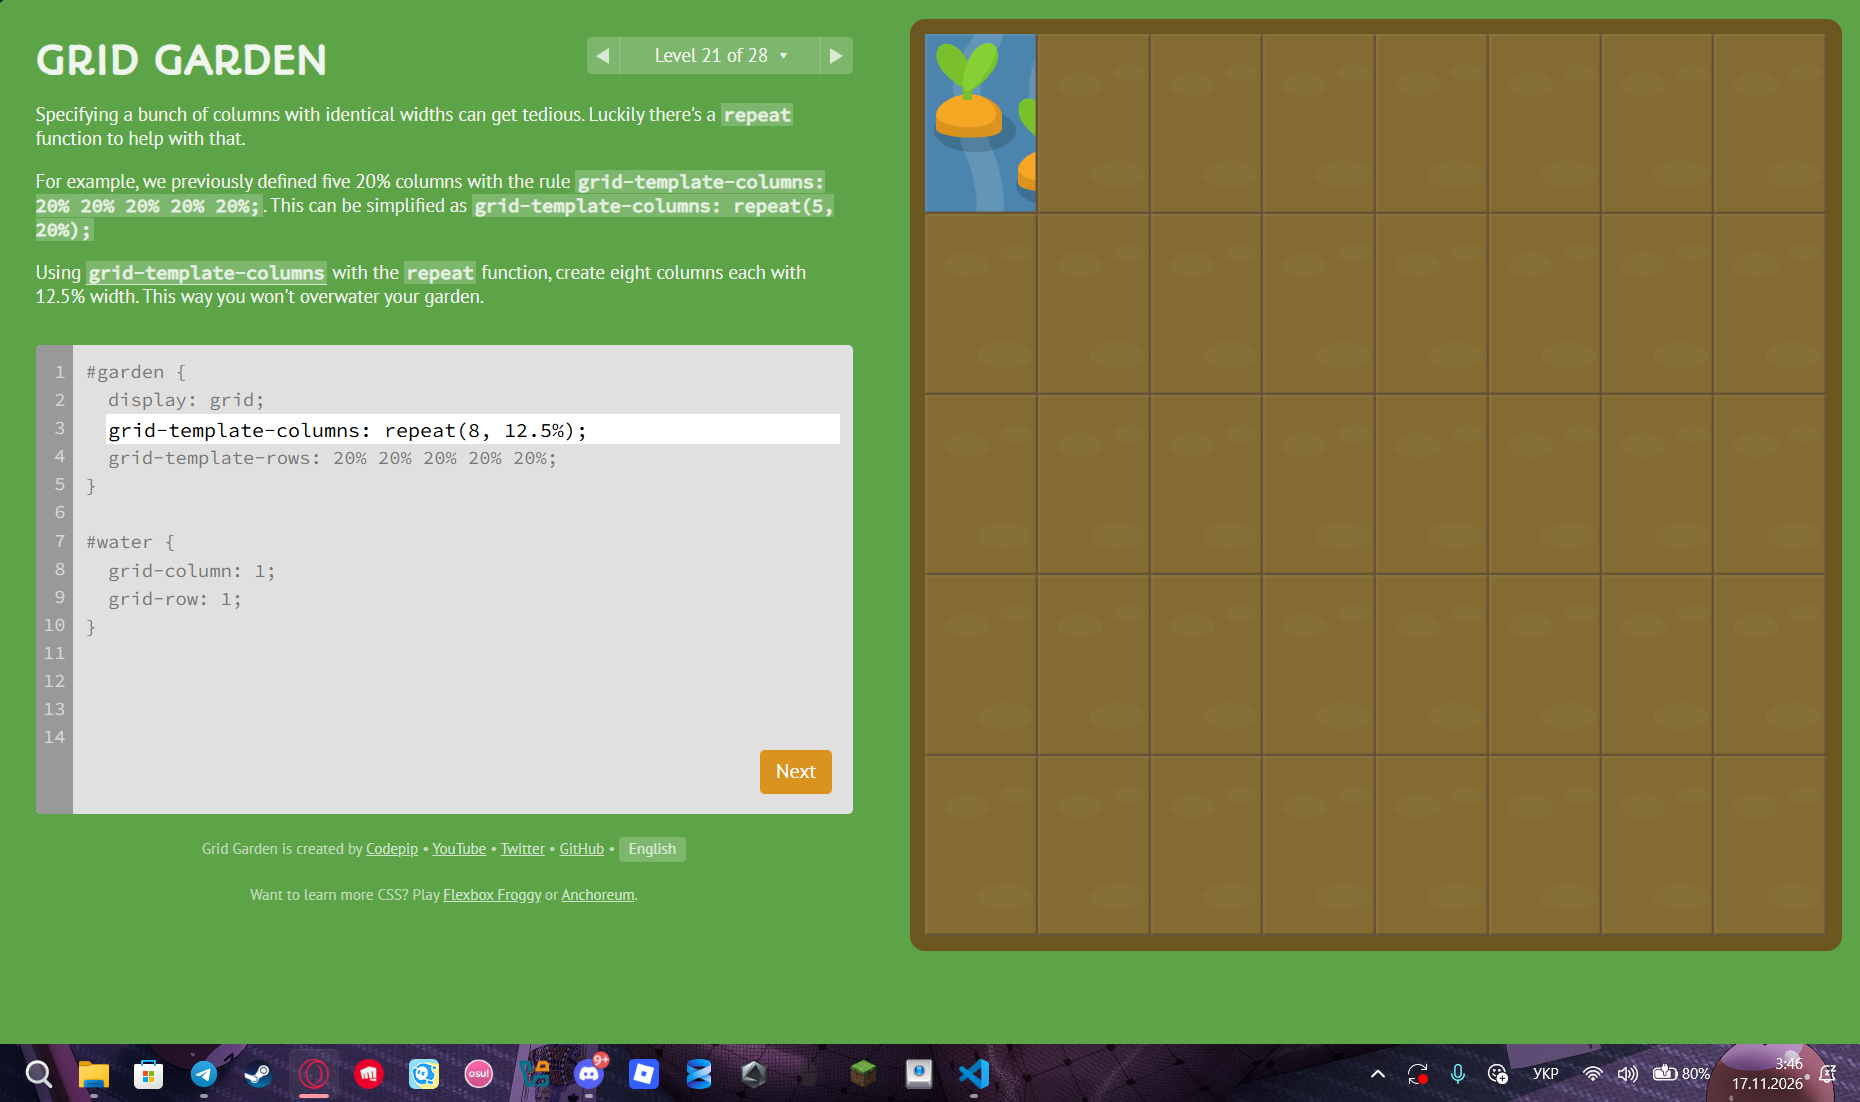 GRID GARDEN
◀ Level 21 of 28 ▾ ▶
Specifying a bunch of columns with identical widths can get tedious. Luckily there's a repeat
function to help with that.
For example, we previously defined five 20% columns with the rule grid-template-columns:
20% 20% 20% 20% 20%;. This can be simplified as grid-template-columns: repeat(5,
20%);
Using grid-template-columns with the repeat function, create eight columns each with
12.5% width. This way you won't overwater your garden.
1 #garden {
2 display: grid;
3 grid-template-columns: repeat(8, 12.5%);
4 grid-template-rows: 20% 20% 20% 20% 20%;
5 }
6
7 #water {
8 grid-column: 1;
9 grid-row: 1;
10 }
11
12
13
14
Next
Grid Garden is created by Codepip • YouTube • Twitter • GitHub • English
Want to learn more CSS? Play Flexbox Froggy or Anchoreum.
osu!
9+
УКР
80%
3:46
17.11.2026